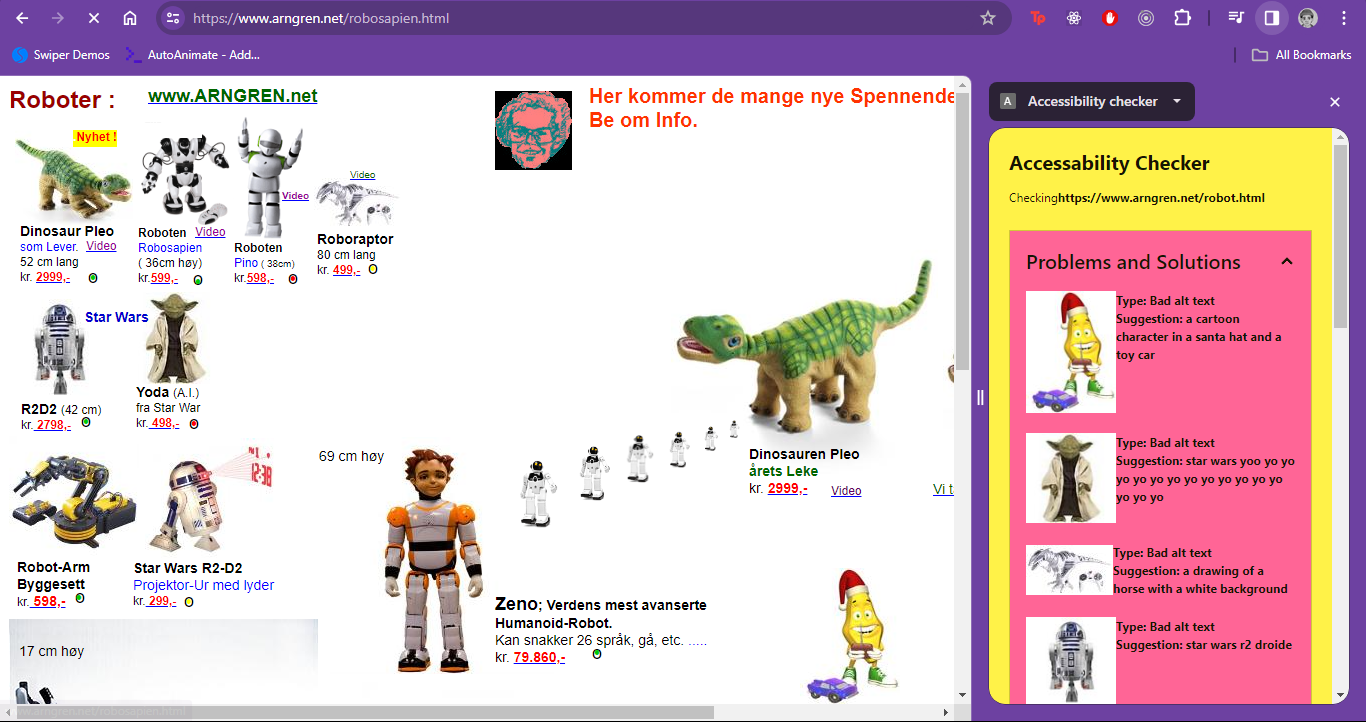 https://www.arngren.net/robosapien.html
Tp
Swiper Demos
AutoAnimate - Add...
All Bookmarks
Roboter :
www.ARNGREN.net
Her kommer de mange nye Spennende
Be om Info.
Nyhet !
Video
Video
Dinosaur Pleo
som Lever. Video
52 cm lang
kr. 2999,-
Roboten Video
Robosapien
( 36cm høy)
kr.599,-
Roboten
Pino ( 38cm)
kr.598,-
Roboraptor
80 cm lang
kr. 499,-
Star Wars
R2D2 (42 cm)
kr. 2798,-
Yoda (A.I.)
fra Star War
kr. 498,-
Robot-Arm
Byggesett
kr. 598,-
12:38
Star Wars R2-D2
Projektor-Ur med lyder
kr. 299,-
69 cm høy
Dinosauren Pleo
årets Leke
kr. 2999,- Video
Vi t
Zeno; Verdens mest avanserte
Humanoid-Robot.
Kan snakker 26 språk, gå, etc. .....
kr. 79.860,-
17 cm høy
A Accessibility checker
Accessability Checker
Checkinghttps://www.arngren.net/robot.html
Problems and Solutions
Type: Bad alt text
Suggestion: a cartoon
character in a santa hat and a
toy car
Type: Bad alt text
Suggestion: star wars yoo yo yo
yo yo yo yo yo yo yo yo yo yo
yo yo yo
Type: Bad alt text
Suggestion: a drawing of a
horse with a white background
Type: Bad alt text
Suggestion: star wars r2 droide